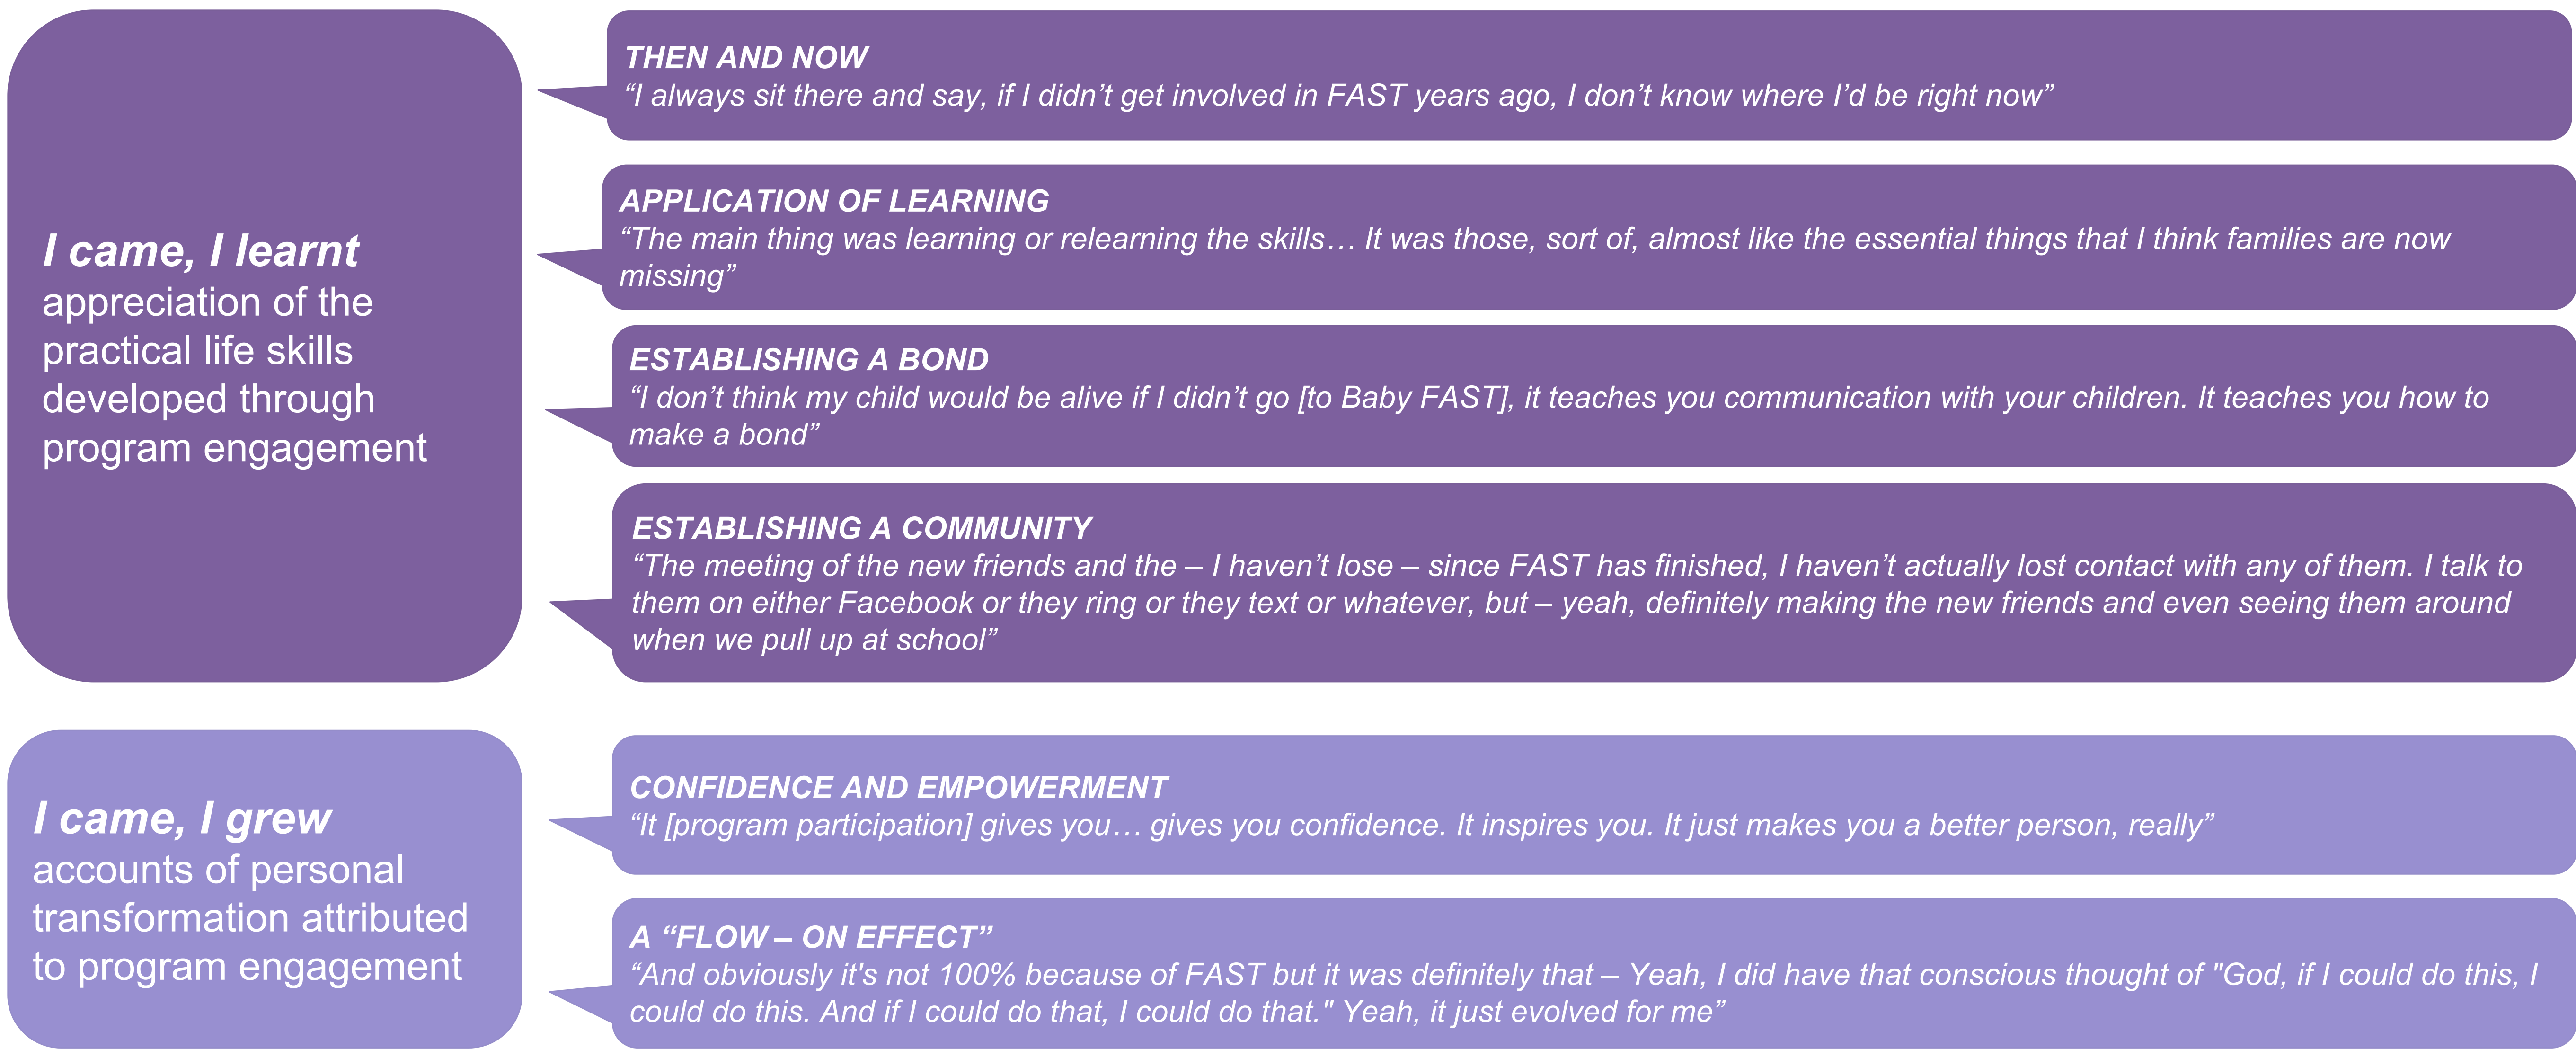 I came, I learnt
appreciation of the
practical life skills
developed through
program engagement
THEN AND NOW
“I always sit there and say, if I didn’t get involved in FAST years ago, I don’t know where I’d be right now”
APPLICATION OF LEARNING
“The main thing was learning or relearning the skills… It was those, sort of, almost like the essential things that I think families are now
missing”
ESTABLISHING A BOND
“I don’t think my child would be alive if I didn’t go [to Baby FAST], it teaches you communication with your children. It teaches you how to
make a bond”
ESTABLISHING A COMMUNITY
“The meeting of the new friends and the – I haven’t lose – since FAST has finished, I haven’t actually lost contact with any of them. I talk to
them on either Facebook or they ring or they text or whatever, but – yeah, definitely making the new friends and even seeing them around
when we pull up at school”
I came, I grew
accounts of personal
transformation attributed
to program engagement
CONFIDENCE AND EMPOWERMENT
“It [program participation] gives you… gives you confidence. It inspires you. It just makes you a better person, really”
A “FLOW – ON EFFECT”
“And obviously it's not 100% because of FAST but it was definitely that – Yeah, I did have that conscious thought of "God, if I could do this, I
could do this. And if I could do that, I could do that." Yeah, it just evolved for me”